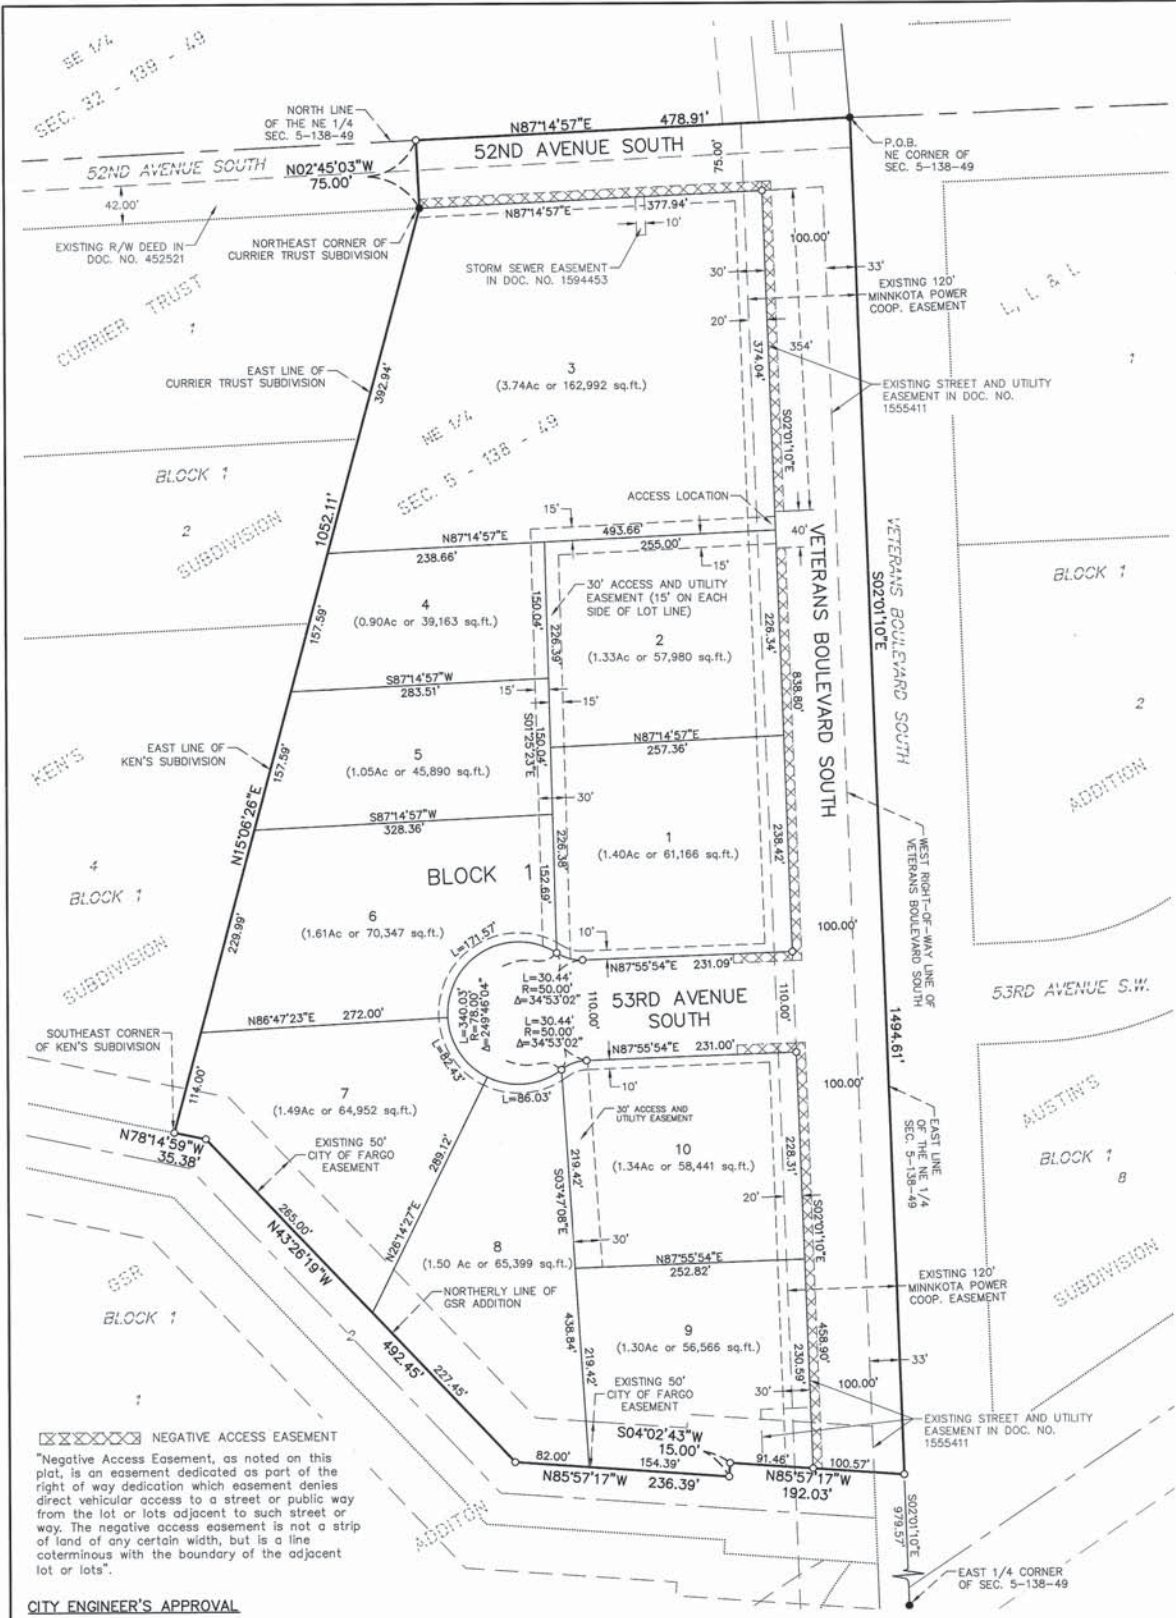 SE 1/4
SEC. 32 - 139 - 49
NORTH LINE
OF THE NE 1/4
SEC. 5-138-49
N87°14'57"E 478.91'
P.O.B.
NE CORNER OF
SEC. 5-138-49
52ND AVENUE SOUTH
52ND AVENUE SOUTH
N02°45'03"W
75.00'
75.00'
42.00'
EXISTING R/W DEED IN
DOC. NO. 452521
NORTHEAST CORNER OF
CURRIER TRUST SUBDIVISION
N87°14'57"E 377.94'
10'
STORM SEWER EASEMENT
IN DOC. NO. 1594453
100.00'
30'
33'
EXISTING 120'
MINNKOTA POWER
COOP. EASEMENT
20'
L, L & L
1
CURRIER TRUST
1
EAST LINE OF
CURRIER TRUST SUBDIVISION
392.94'
3
(3.74Ac or 162,992 sq.ft.)
374.04'
354'
EXISTING STREET AND UTILITY
EASEMENT IN DOC. NO.
1555411
S02°01'10"E
NE 1/4
SEC. 5 - 138 - 49
BLOCK 1
2
SUBDIVISION
1052.11'
ACCESS LOCATION
15'
493.66'
40'
N87°14'57"E
238.66'
255.00'
15'
30' ACCESS AND UTILITY
EASEMENT (15' ON EACH
SIDE OF LOT LINE)
VETERANS BOULEVARD SOUTH
S02°01'10"E
VETERANS BOULEVARD SOUTH
BLOCK 1
2
ADDITION
157.59'
4
(0.90Ac or 39,163 sq.ft.)
150.04'
226.39'
2
(1.33Ac or 57,980 sq.ft.)
226.34'
838.80'
S87°14'57"W
283.51'
15'
15'
S01°25'23"E
150.04'
N87°14'57"E
257.36'
KEN'S
EAST LINE OF
KEN'S SUBDIVISION
157.59'
5
(1.05Ac or 45,890 sq.ft.)
30'
S87°14'57"W
328.36'
N15°06'26"E
1
(1.40Ac or 61,166 sq.ft.)
238.42'
226.38'
152.69'
WEST RIGHT-OF-WAY LINE OF
VETERANS BOULEVARD SOUTH
4
BLOCK 1
SUBDIVISION
BLOCK 1
229.99'
6
(1.61Ac or 70,347 sq.ft.)
L=171.57'
10'
100.00'
N87°55'54"E 231.09'
L=30.44'
R=50.00'
Δ=34°53'02"
L=340.03'
R=78.00'
Δ=249°46'04"
L=30.44'
R=50.00'
Δ=34°53'02"
110.00'
53RD AVENUE
SOUTH
110.00'
53RD AVENUE S.W.
1494.61'
SOUTHEAST CORNER
OF KEN'S SUBDIVISION
N86°47'23"E 272.00'
L=82.43'
N87°55'54"E 231.00'
10'
L=86.03'
100.00'
114.00'
7
(1.49Ac or 64,952 sq.ft.)
N78°14'59"W
35.38'
EXISTING 50'
CITY OF FARGO
EASEMENT
30' ACCESS AND
UTILITY EASEMENT
10
(1.34Ac or 58,441 sq.ft.)
228.31'
EAST LINE
OF THE NE 1/4
SEC. 5-138-49
AUSTIN'S
BLOCK 1
8
SUBDIVISION
289.12'
N26°14'27"E
219.42'
S03°47'08"E
20'
S02°01'10"E
265.00'
N43°26'19"W
8
(1.50 Ac or 65,399 sq.ft.)
30'
N87°55'54"E
252.82'
EXISTING 120'
MINNKOTA POWER
COOP. EASEMENT
GSR
BLOCK 1
NORTHERLY LINE OF
GSR ADDITION
2
492.45'
227.45'
438.84'
219.42'
9
(1.30Ac or 56,566 sq.ft.)
458.90'
230.59'
33'
100.00'
30'
EXISTING 50'
CITY OF FARGO
EASEMENT
EXISTING STREET AND UTILITY
EASEMENT IN DOC. NO.
1555411
1
S04°02'43"W
15.00'
82.00'
154.39'
N85°57'17"W 236.39'
91.46'
100.57'
N85°57'17"W
192.03'
S02°01'10"E
979.57'
ADDITON
EAST 1/4 CORNER
OF SEC. 5-138-49
NEGATIVE ACCESS EASEMENT
"Negative Access Easement, as noted on this
plat, is an easement dedicated as part of the
right of way dedication which easement denies
direct vehicular access to a street or public way
from the lot or lots adjacent to such street or
way. The negative access easement is not a strip
of land of any certain width, but is a line
coterminous with the boundary of the adjacent
lot or lots".
CITY ENGINEER'S APPROVAL